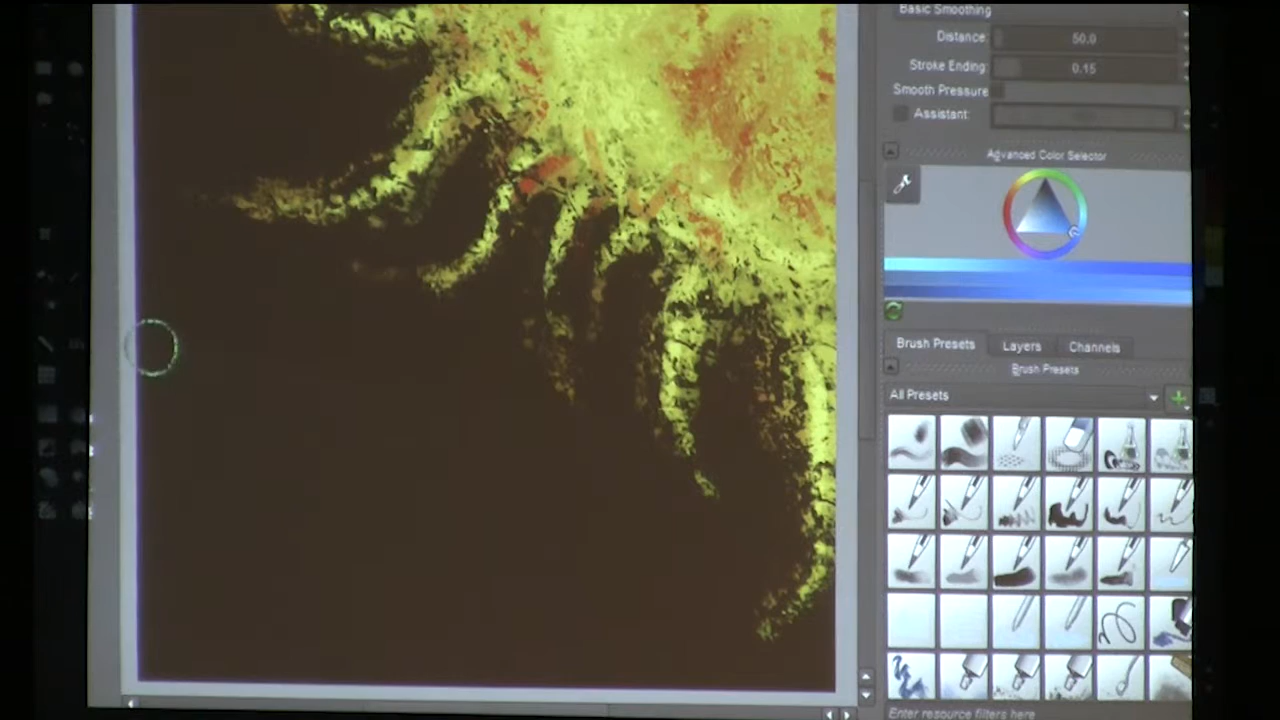 Basic Smoothing
Distance: 50.0
Stroke Ending: 0.15
Smooth Pressure
Assistant:
Advanced Color Selector
Brush Presets Layers Channels
Brush Presets
All Presets
Enter resource filters here